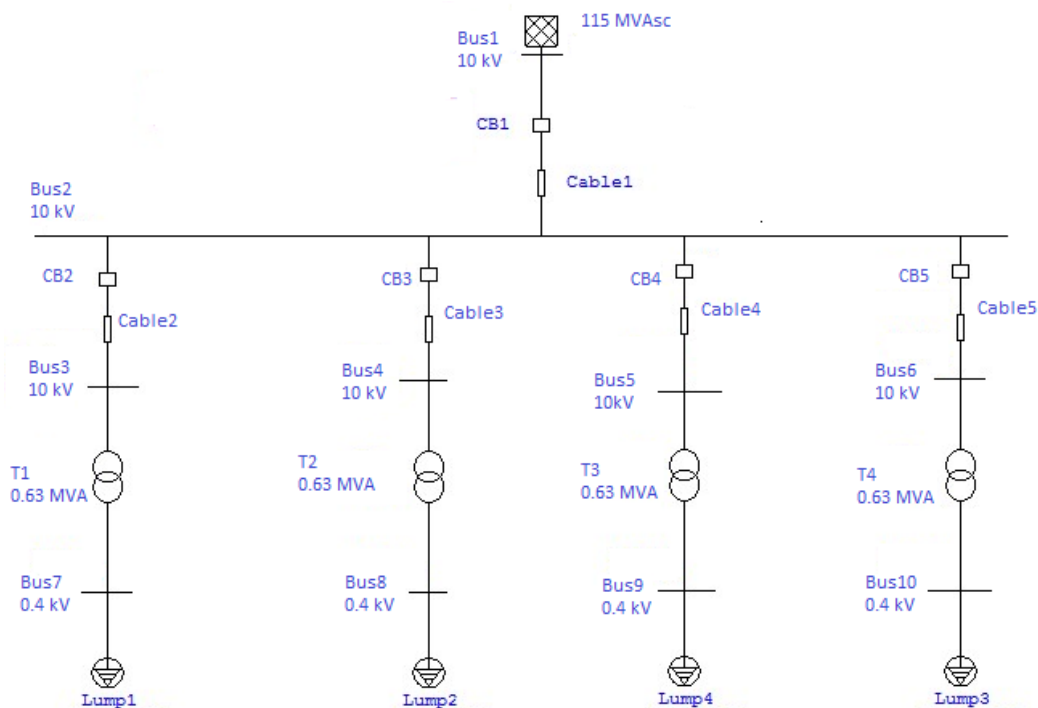 115 MVAsc
Bus1
10 kV
CB1
Cable1
Bus2
10 kV
CB2
CB3
CB4
CB5
Cable2
Cable3
Cable4
Cable5
Bus3
10 kV
Bus4
10 kV
Bus5
10kV
Bus6
10 kV
T1
0.63 MVA
T2
0.63 MVA
T3
0.63 MVA
T4
0.63 MVA
Bus7
0.4 kV
Bus8
0.4 kV
Bus9
0.4 kV
Bus10
0.4 kV
Lump1
Lump2
Lump4
Lump3